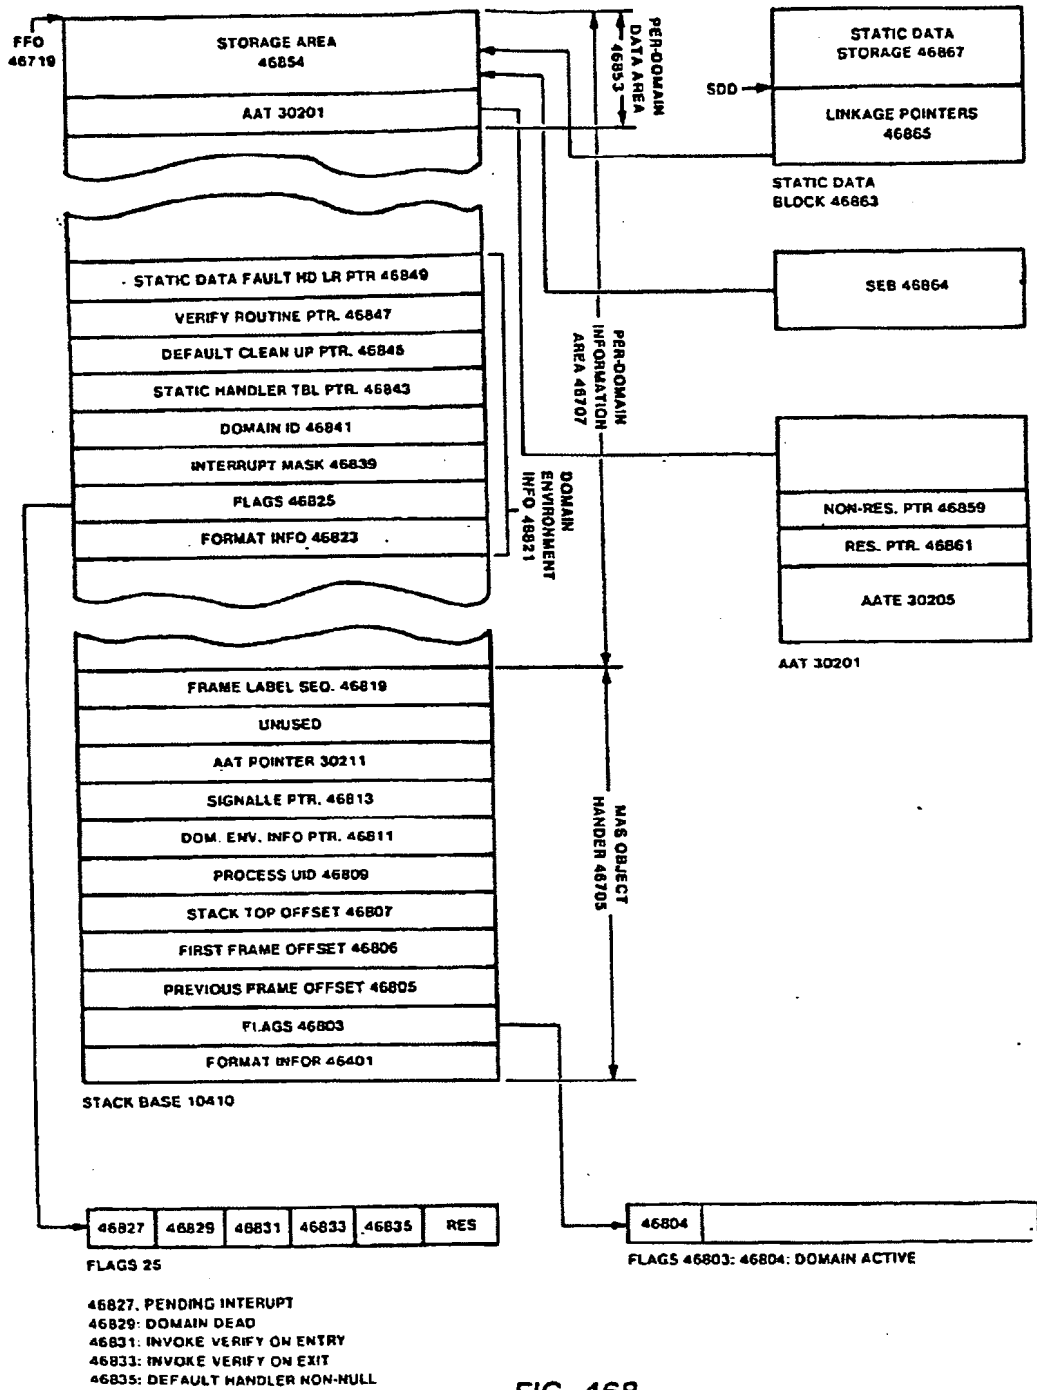 FFO
46719
STORAGE AREA
46854
AAT 30201
PER-DOMAIN
DATA AREA
46853
STATIC DATA
STORAGE 46867
SDD
LINKAGE POINTERS
46865
STATIC DATA
BLOCK 46863
STATIC DATA FAULT HD LR PTR 46849
VERIFY ROUTINE PTR. 46847
DEFAULT CLEAN UP PTR. 46845
STATIC HANDLER TBL PTR. 46843
DOMAIN ID 46841
INTERRUPT MASK 46839
FLAGS 46825
FORMAT INFO 46823
DOMAIN
ENVIRONMENT
INFO 46821
PER-DOMAIN
INFORMATION
AREA 46707
SEB 46864
NON-RES. PTR 46859
RES. PTR. 46861
AATE 30205
AAT 30201
FRAME LABEL SEQ. 46819
UNUSED
AAT POINTER 30211
SIGNALLE PTR. 46813
DOM. ENV. INFO PTR. 46811
PROCESS UID 46809
STACK TOP OFFSET 46807
FIRST FRAME OFFSET 46806
PREVIOUS FRAME OFFSET 46805
FLAGS 46803
FORMAT INFOR 46401
MAS OBJECT
HANDER 46705
STACK BASE 10410
46827 46829 46831 46833 46835 RES
FLAGS 25
46804
FLAGS 46803: 46804: DOMAIN ACTIVE
46827. PENDING INTERUPT
46829: DOMAIN DEAD
46831: INVOKE VERIFY ON ENTRY
46833: INVOKE VERIFY ON EXIT
46835: DEFAULT HANDLER NON-NULL
FIG. 468